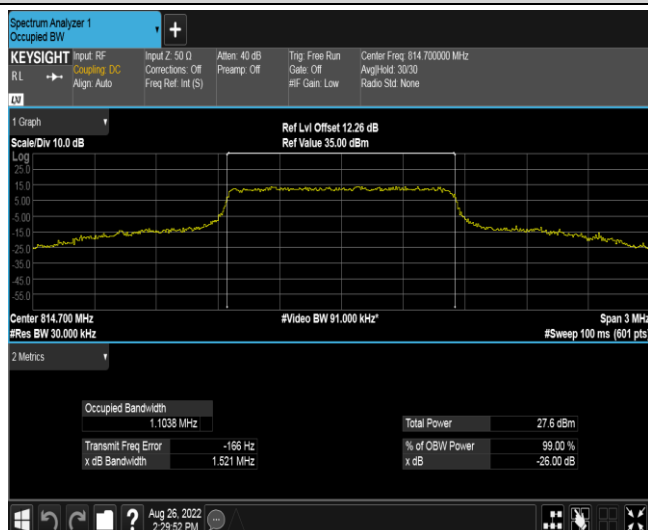 Spectrum Analyzer 1
Occupied BW
+
KEYSIGHT
RL
LXI
Input: RF
Coupling: DC
Align: Auto
Input Z: 50 Ω
Corrections: Off
Freq Ref: Int (S)
Atten: 40 dB
Preamp: Off
Trig: Free Run
Gate: Off
#IF Gain: Low
Center Freq: 814.700000 MHz
Avg|Hold: 30/30
Radio Std: None
1 Graph
Scale/Div 10.0 dB
Ref Lvl Offset 12.26 dB
Ref Value 35.00 dBm
Log
25.0
15.0
5.00
-5.00
-15.0
-25.0
-35.0
-45.0
-55.0
Center 814.700 MHz
#Res BW 30.000 kHz
#Video BW 91.000 kHz*
Span 3 MHz
#Sweep 100 ms (601 pts
2 Metrics
Occupied Bandwidth
1.1038 MHz
Transmit Freq Error -166 Hz
x dB Bandwidth 1.521 MHz
Total Power 27.6 dBm
% of OBW Power 99.00 %
x dB -26.00 dB
?
Aug 26, 2022
2:29:52 PM